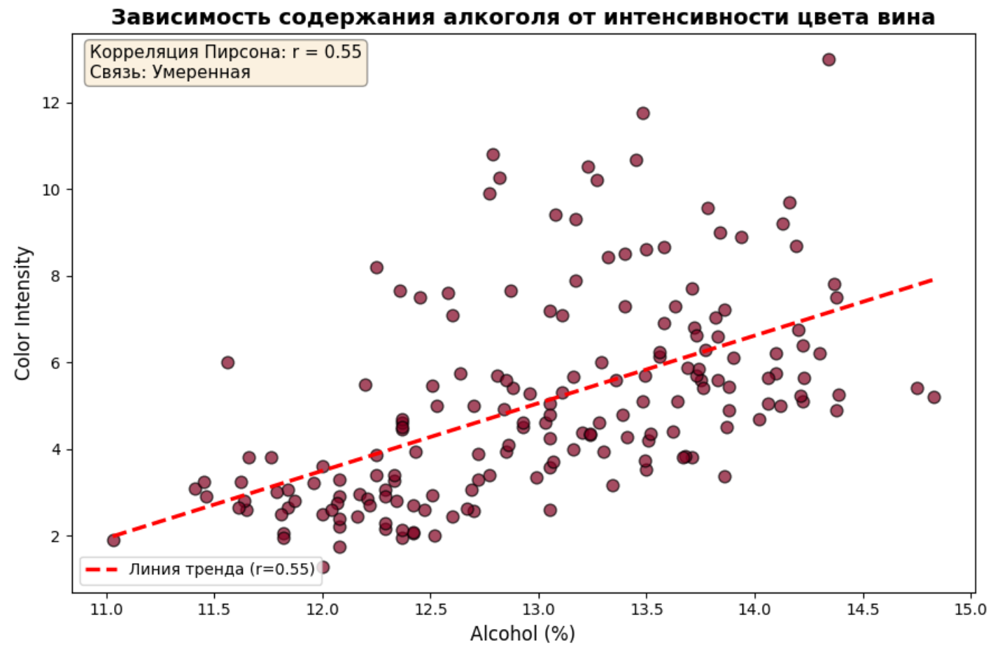 Зависимость содержания алкоголя от интенсивности цвета вина
Корреляция Пирсона: r = 0.55
Связь: Умеренная
12
10
8
6
4
2
Color Intensity
Линия тренда (r=0.55)
11.0 11.5 12.0 12.5 13.0 13.5 14.0 14.5 15.0
Alcohol (%)